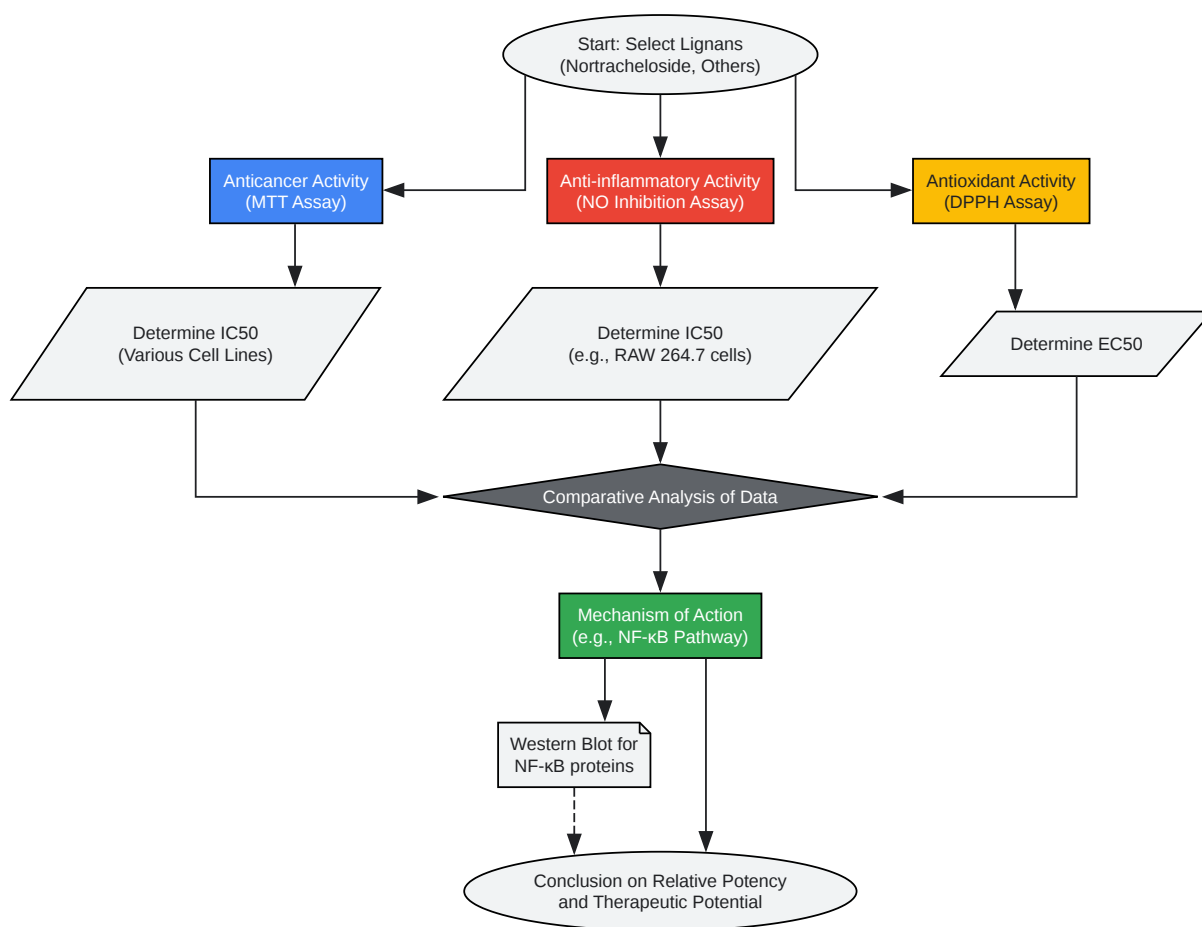 Start: Select Lignans
(Nortracheloside, Others)
Anticancer Activity
(MTT Assay)
Anti-inflammatory Activity
(NO Inhibition Assay)
Antioxidant Activity
(DPPH Assay)
Determine IC50
(Various Cell Lines)
Determine IC50
(e.g., RAW 264.7 cells)
Determine EC50
Comparative Analysis of Data
Mechanism of Action
(e.g., NF-κB Pathway)
Western Blot for
NF-κB proteins
Conclusion on Relative Potency
and Therapeutic Potential